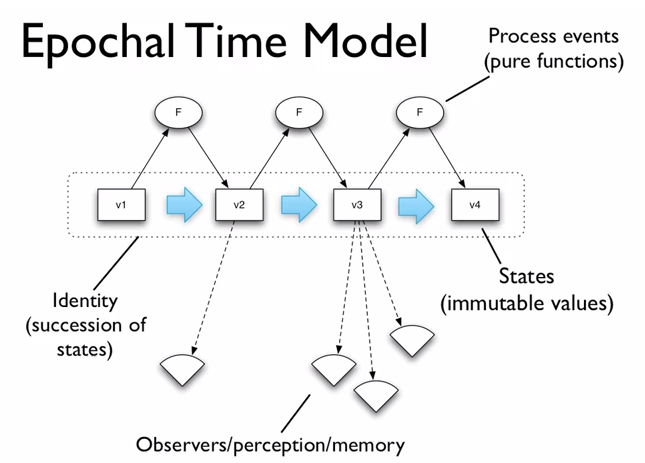 Epochal Time Model
Process events
(pure functions)
F
F
F
v1
v2
v3
v4
Identity
(succession of
states)
States
(immutable values)
Observers/perception/memory